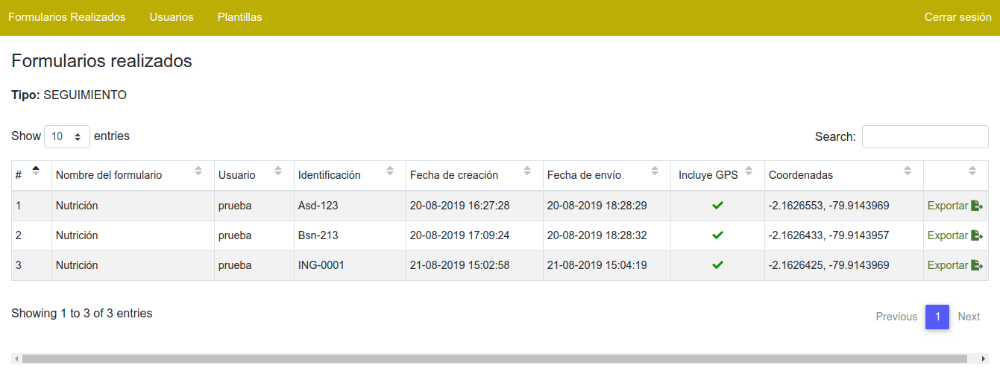 Formularios Realizados Usuarios Plantillas Cerrar sesión
Formularios realizados
Tipo: SEGUIMIENTO
Show 10 entries Search:
# Nombre del formulario Usuario Identificación Fecha de creación Fecha de envío Incluye GPS Coordenadas
1 Nutrición prueba Asd-123 20-08-2019 16:27:28 20-08-2019 18:28:29 -2.1626553, -79.9143969 Exportar
2 Nutrición prueba Bsn-213 20-08-2019 17:09:24 20-08-2019 18:28:32 -2.1626433, -79.9143957 Exportar
3 Nutrición prueba ING-0001 21-08-2019 15:02:58 21-08-2019 15:04:19 -2.1626425, -79.9143969 Exportar
Showing 1 to 3 of 3 entries Previous 1 Next